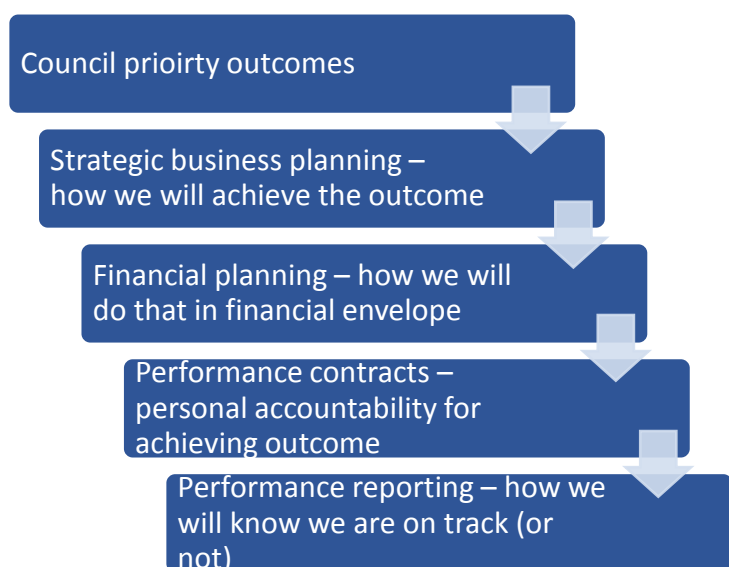 Council prioirty outcomes
Strategic business planning –
how we will achieve the outcome
Financial planning – how we will
do that in financial envelope
Performance contracts –
personal accountability for
achieving outcome
Performance reporting – how we
will know we are on track (or
not)